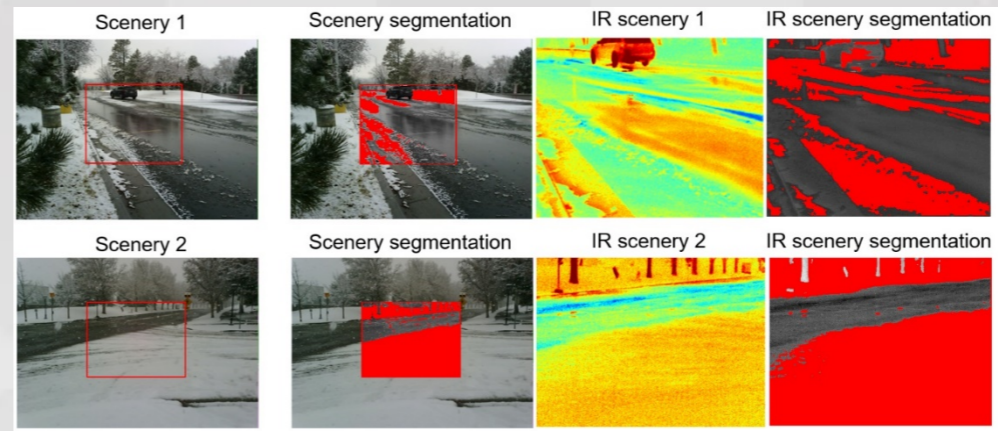 Scenery 1
Scenery segmentation
IR scenery 1
IR scenery segmentation
Scenery 2
Scenery segmentation
IR scenery 2
IR scenery segmentation